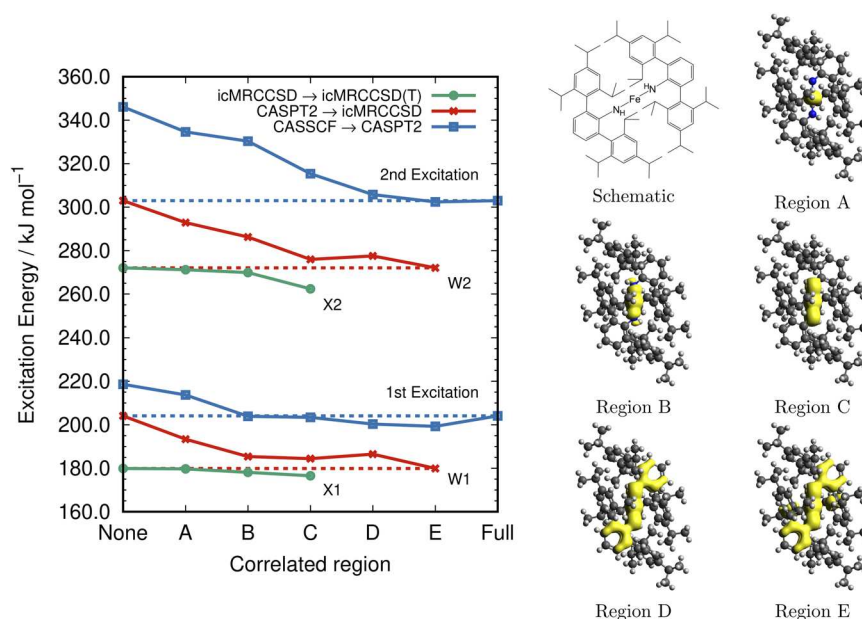 Excitation Energy / kJ mol⁻¹
360.0
340.0
320.0
300.0
280.0
260.0
240.0
220.0
200.0
180.0
160.0
icMRCCSD → icMRCCSD(T)
CASPT2 → icMRCCSD
CASSCF → CASPT2
2nd Excitation
W2
X2
1st Excitation
W1
X1
None A B C D E Full
Correlated region
HN
Fe
NH
Schematic
Region A
Region B
Region C
Region D
Region E